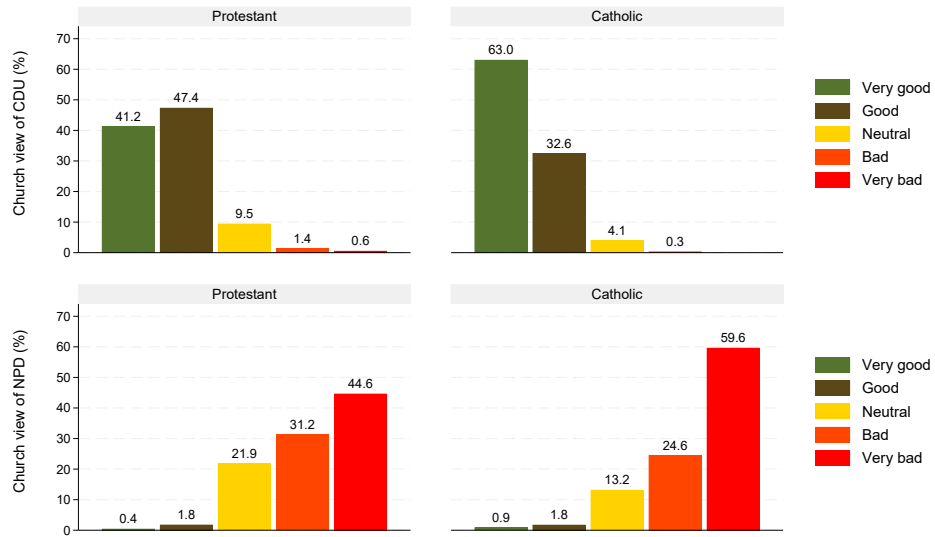 Protestant
Catholic
Church view of CDU (%)
70
60
50
40
30
20
10
0
41.2
47.4
9.5
1.4
0.6
63.0
32.6
4.1
0.3
Very good
Good
Neutral
Bad
Very bad
Protestant
Catholic
Church view of NPD (%)
70
60
50
40
30
20
10
0
0.4
1.8
21.9
31.2
44.6
0.9
1.8
13.2
24.6
59.6
Very good
Good
Neutral
Bad
Very bad